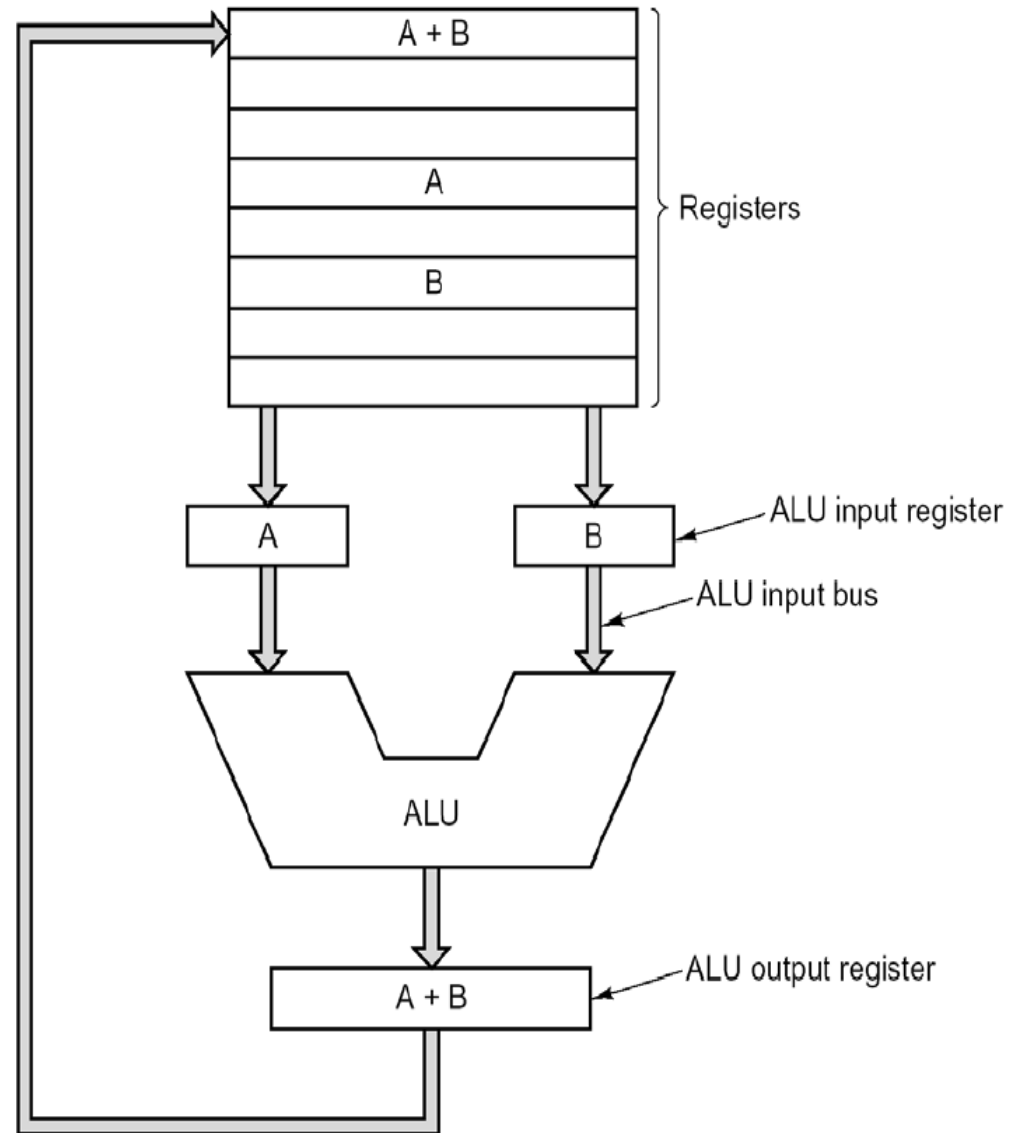 A + B
A
Registers
B
A
B
ALU input register
ALU input bus
ALU
ALU output register
A + B